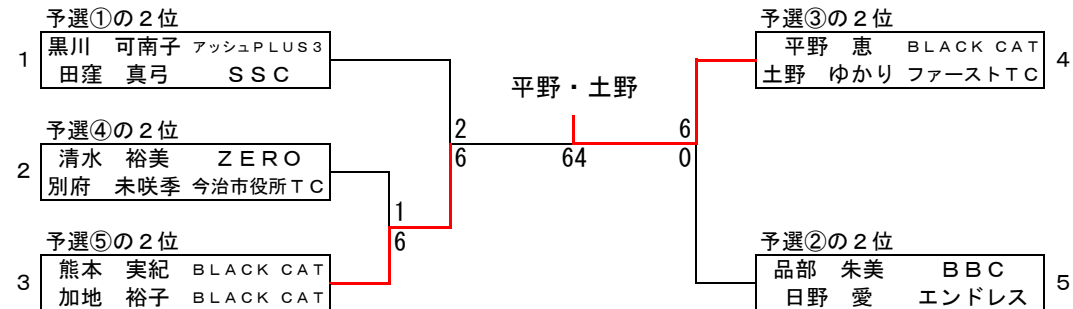 予選①の２位
1
黒川　可南子 アッシュＰＬＵＳ３
田窪　真弓 ＳＳＣ
予選④の２位
2
清水　裕美 ＺＥＲＯ
別府　未咲季 今治市役所ＴＣ
予選⑤の２位
3
熊本　実紀 ＢＬＡＣＫ ＣＡＴ
加地　裕子 ＢＬＡＣＫ ＣＡＴ
1
6
2
6
平野・土野
64
6
0
予選③の２位
平野　恵 ＢＬＡＣＫ ＣＡＴ
土野　ゆかり ファーストＴＣ
4
予選②の２位
品部　朱美 ＢＢＣ
日野　愛 エンドレス
5